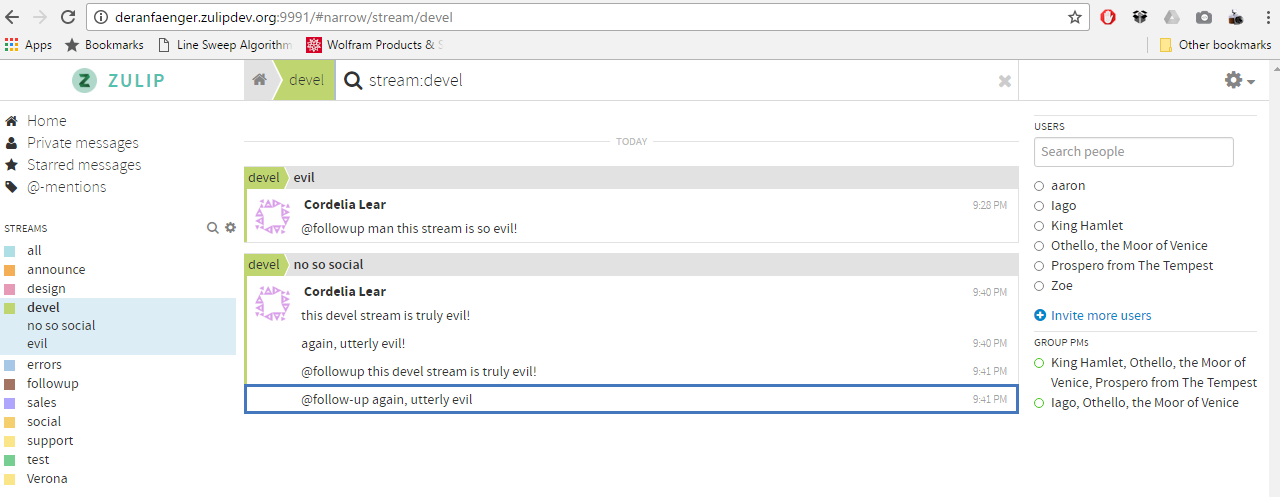 deranfaenger.zulipdev.org:9991/#narrow/stream/devel
Apps Bookmarks Line Sweep Algorithm Wolfram Products & S Other bookmarks
ZULIP
devel
stream:devel
Home
Private messages
Starred messages
@-mentions
STREAMS
all
announce
design
devel
no so social
evil
errors
followup
sales
social
support
test
Verona
TODAY
devel evil
Cordelia Lear 9:28 PM
@followup man this stream is so evil!
devel no so social
Cordelia Lear 9:40 PM
this devel stream is truly evil!
again, utterly evil! 9:40 PM
@followup this devel stream is truly evil! 9:41 PM
@follow-up again, utterly evil 9:41 PM
USERS
Search people
aaron
Iago
King Hamlet
Othello, the Moor of Venice
Prospero from The Tempest
Zoe
Invite more users
GROUP PMs
King Hamlet, Othello, the Moor of
Venice, Prospero from The Tempest
Iago, Othello, the Moor of Venice